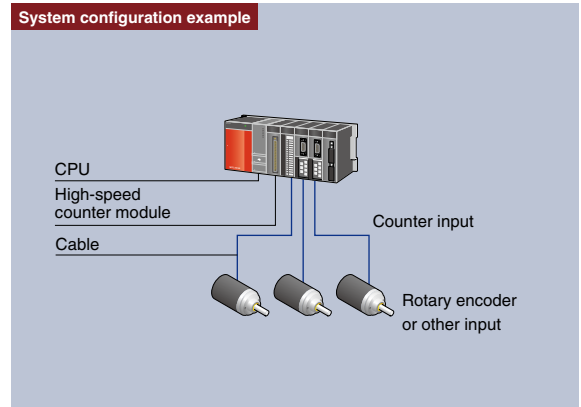 System configuration example
CPU
High-speed
counter module
Cable
Counter input
Rotary encoder
or other input